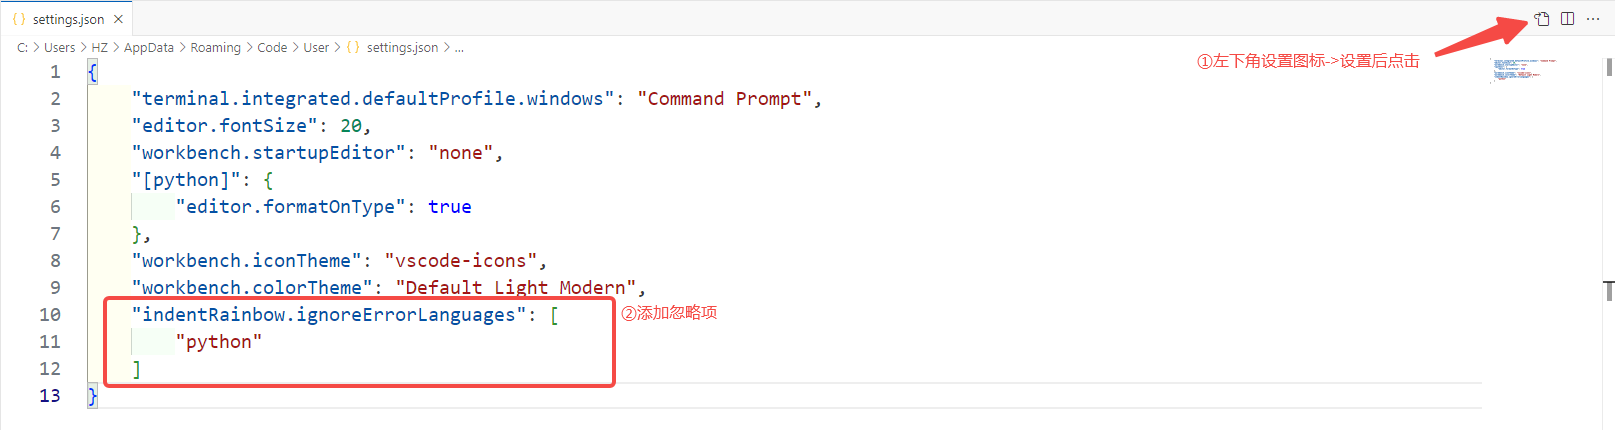 {} settings.json ×
C: > Users > HZ > AppData > Roaming > Code > User > {} settings.json > ...
①左下角设置图标->设置后点击
1 {
2 "terminal.integrated.defaultProfile.windows": "Command Prompt",
3 "editor.fontSize": 20,
4 "workbench.startupEditor": "none",
5 "[python]": {
6 "editor.formatOnType": true
7 },
8 "workbench.iconTheme": "vscode-icons",
9 "workbench.colorTheme": "Default Light Modern",
10 "indentRainbow.ignoreErrorLanguages": [
②添加忽略项
11 "python"
12 ]
13 }